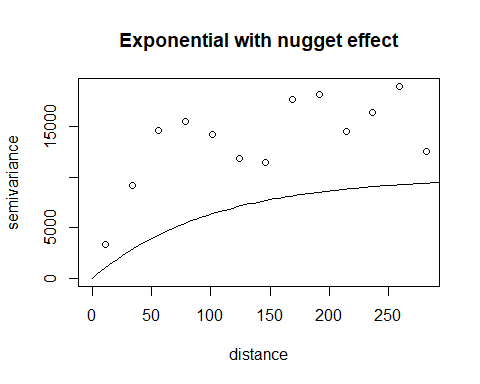 Exponential with nugget effect
semivariance
15000
5000
0
0 50 100 150 200 250
distance